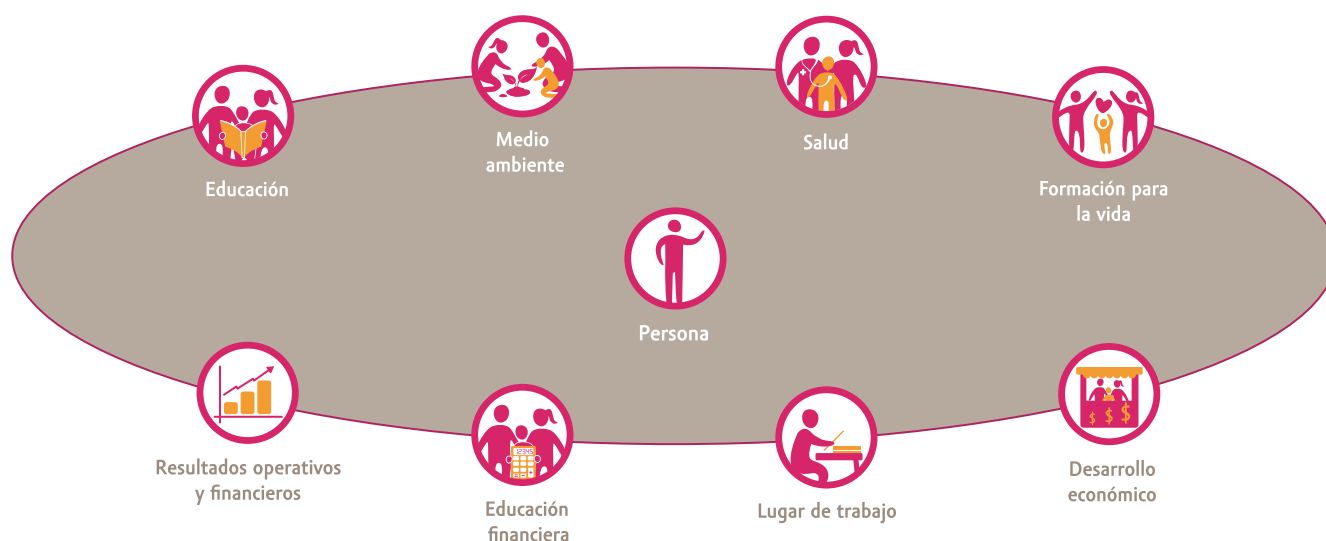 Educación
Medio
ambiente
Salud
Formación para
la vida
Persona
Resultados operativos
y financieros
Educación
financiera
Lugar de trabajo
Desarrollo
económico
12345
$ $ $